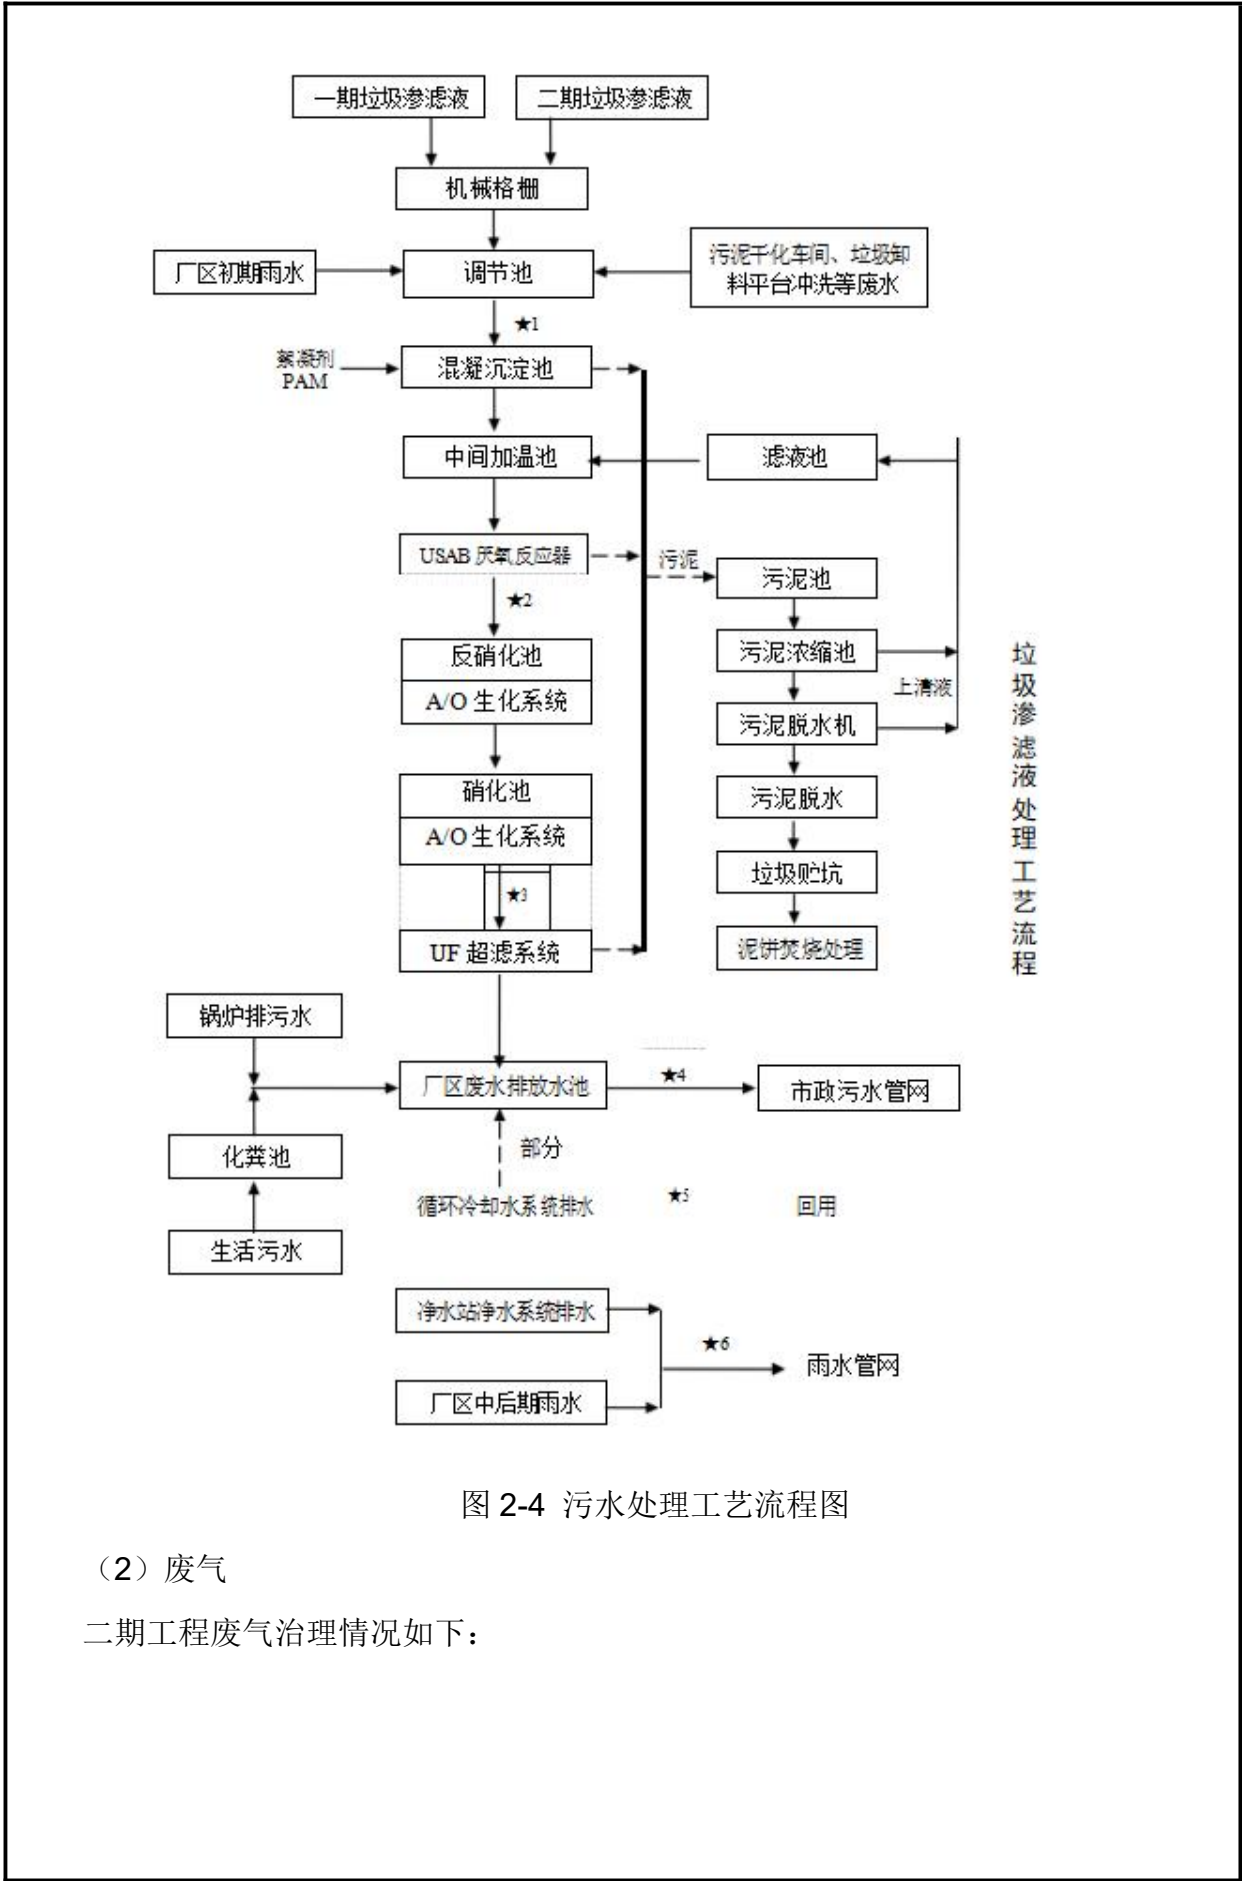 一期垃圾渗滤液
二期垃圾渗滤液
机械格栅
厂区初期雨水
调节池
污泥干化车间、垃圾卸
料平台冲洗等废水
★1
絮凝剂
PAM
混凝沉淀池
中间加温池
滤液池
USAB 厌氧反应器
污泥
污泥池
★2
反硝化池
A/O 生化系统
污泥浓缩池
上清液
污泥脱水机
硝化池
A/O 生化系统
污泥脱水
★3
垃圾贮坑
UF 超滤系统
泥饼焚烧处理
垃圾渗滤液处理工艺流程
锅炉排污水
厂区废水排放水池
★4
市政污水管网
化粪池
部分
循环冷却水系统排水
★5
回用
生活污水
净水站净水系统排水
★6
雨水管网
厂区中后期雨水
图 2-4 污水处理工艺流程图
（2）废气
二期工程废气治理情况如下：